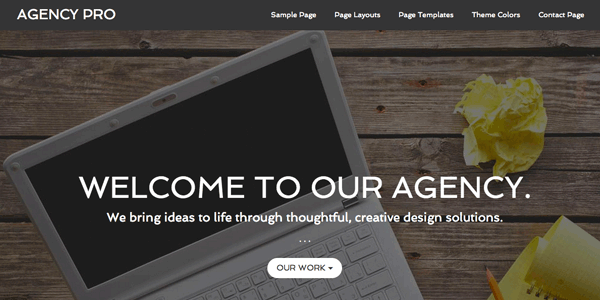 AGENCY PRO
Sample Page Page Layouts Page Templates Theme Colors Contact Page
WELCOME TO OUR AGENCY.
We bring ideas to life through thoughtful, creative design solutions.
...
OUR WORK